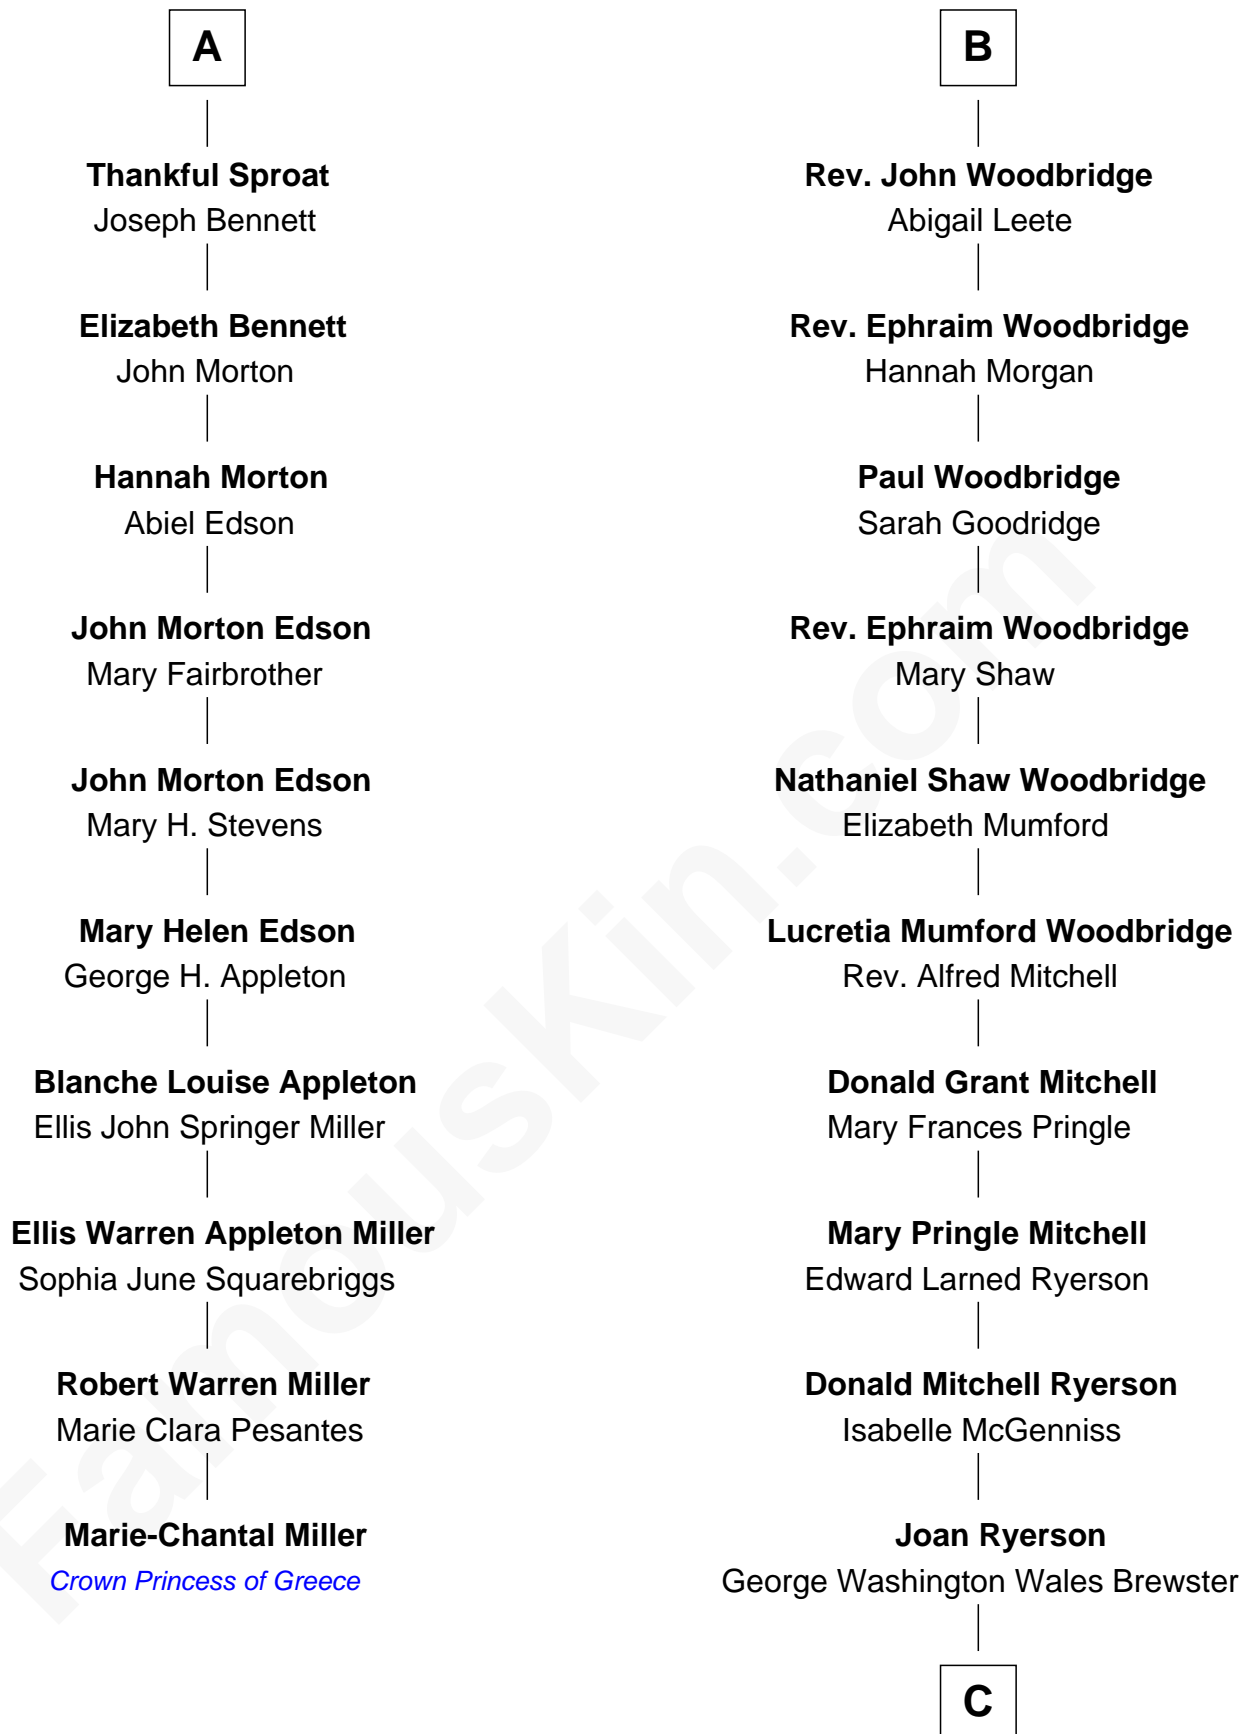 A
Thankful Sproat
Joseph Bennett
Elizabeth Bennett
John Morton
Hannah Morton
Abiel Edson
John Morton Edson
Mary Fairbrother
John Morton Edson
Mary H. Stevens
Mary Helen Edson
George H. Appleton
Blanche Louise Appleton
Ellis John Springer Miller
Ellis Warren Appleton Miller
Sophia June Squarebriggs
Robert Warren Miller
Marie Clara Pesantes
Marie-Chantal Miller
Crown Princess of Greece
B
Rev. John Woodbridge
Abigail Leete
Rev. Ephraim Woodbridge
Hannah Morgan
Paul Woodbridge
Sarah Goodridge
Rev. Ephraim Woodbridge
Mary Shaw
Nathaniel Shaw Woodbridge
Elizabeth Mumford
Lucretia Mumford Woodbridge
Rev. Alfred Mitchell
Donald Grant Mitchell
Mary Frances Pringle
Mary Pringle Mitchell
Edward Larned Ryerson
Donald Mitchell Ryerson
Isabelle McGenniss
Joan Ryerson
George Washington Wales Brewster
C
FamousKin.com